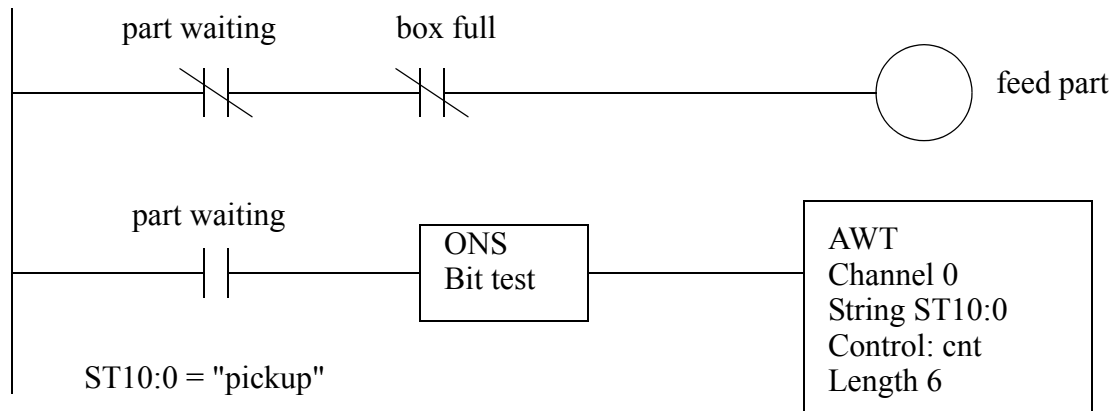 part waiting
box full
feed part
part waiting
ONS
Bit test
AWT
Channel 0
String ST10:0
Control: cnt
Length 6
ST10:0 = "pickup"